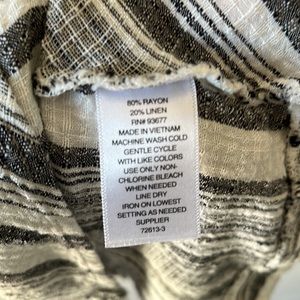 80% RAYON
20% LINEN
RN# 93677
MADE IN VIETNAM
MACHINE WASH COLD
GENTLE CYCLE
WITH LIKE COLORS
USE ONLY NON-
CHLORINE BLEACH
WHEN NEEDED
LINE DRY
IRON ON LOWEST
SETTING AS NEEDED
SUPPLIER
72613-3